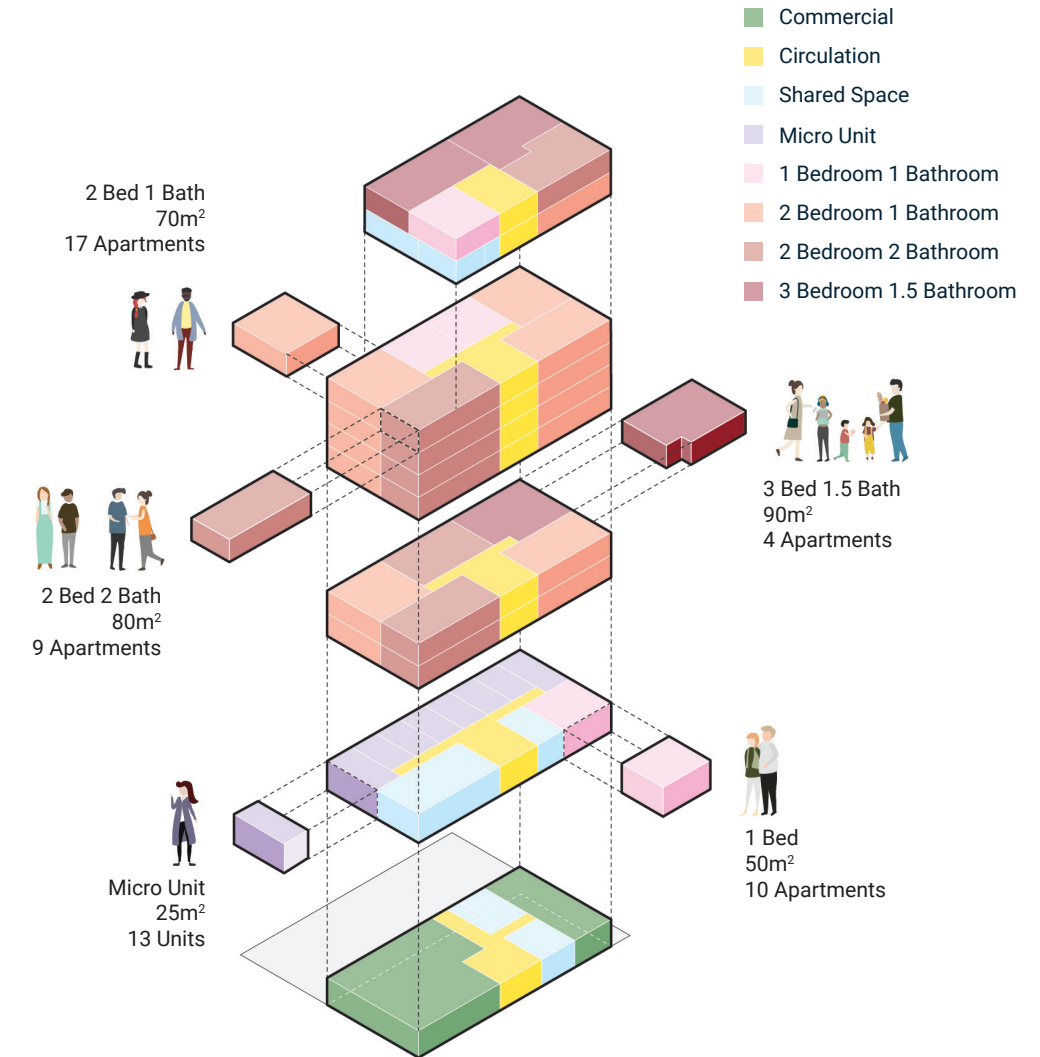 Commercial
Circulation
Shared Space
Micro Unit
1 Bedroom 1 Bathroom
2 Bedroom 1 Bathroom
2 Bedroom 2 Bathroom
3 Bedroom 1.5 Bathroom
2 Bed 1 Bath
70m²
17 Apartments
3 Bed 1.5 Bath
90m²
4 Apartments
2 Bed 2 Bath
80m²
9 Apartments
1 Bed
50m²
10 Apartments
Micro Unit
25m²
13 Units